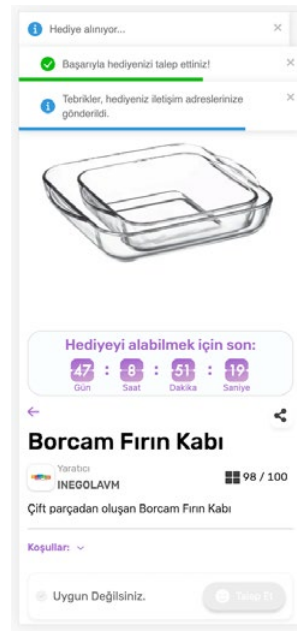 Hediye alınıyor...
Başarıyla hediyenizi talep ettiniz!
Tebrikler, hediyeniz iletişim adreslerinize
gönderildi.
Hediyeyi alabilmek için son:
47 : 8 : 51 : 19
Gün Saat Dakika Saniye
Borcam Fırın Kabı
Yaratıcı
INEGOLAVM
98 / 100
Çift parçadan oluşan Borcam Fırın Kabı
Koşullar:
Uygun Değilsiniz.
Talep Et